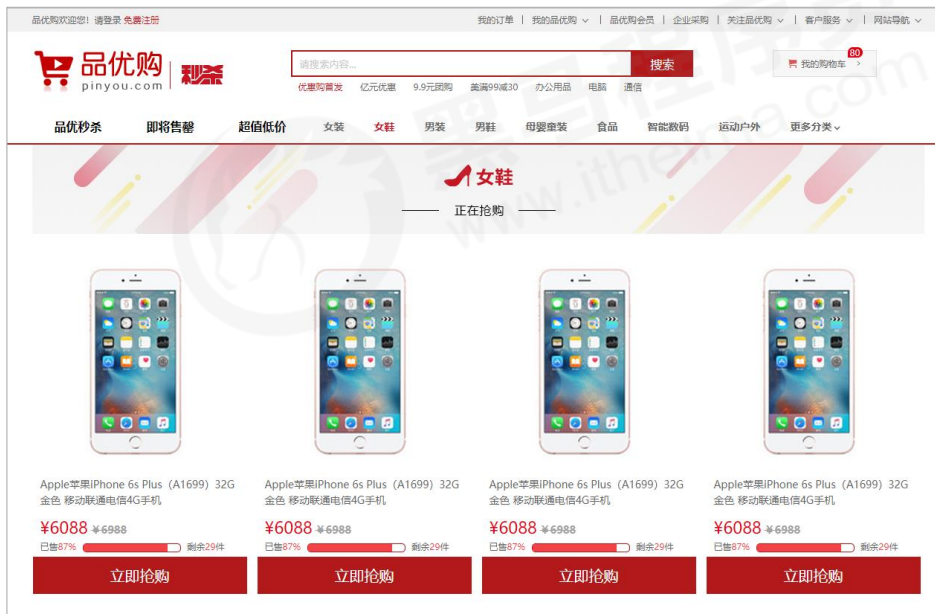 品优购欢迎您! 请登录 免费注册
我的订单 | 我的品优购 | 品优购会员 | 企业采购 | 关注品优购 | 客户服务 | 网站导航
品优购
pinyou.com
秒杀
请搜索内容...
搜索
80
我的购物车
优惠购首发 亿元优惠 9.9元团购 美满99减30 办公用品 电脑 通信
品优秒杀 即将售罄 超值低价 女装 女鞋 男装 男鞋 母婴童装 食品 智能数码 运动户外 更多分类
女鞋
正在抢购
黑马程序员
www.itheima.com
Apple苹果iPhone 6s Plus（A1699）32G
金色 移动联通电信4G手机
¥6088 ¥6988
已售87% 剩余29件
立即抢购
Apple苹果iPhone 6s Plus（A1699）32G
金色 移动联通电信4G手机
¥6088 ¥6988
已售87% 剩余29件
立即抢购
Apple苹果iPhone 6s Plus（A1699）32G
金色 移动联通电信4G手机
¥6088 ¥6988
已售87% 剩余29件
立即抢购
Apple苹果iPhone 6s Plus（A1699）32G
金色 移动联通电信4G手机
¥6088 ¥6988
已售87% 剩余29件
立即抢购